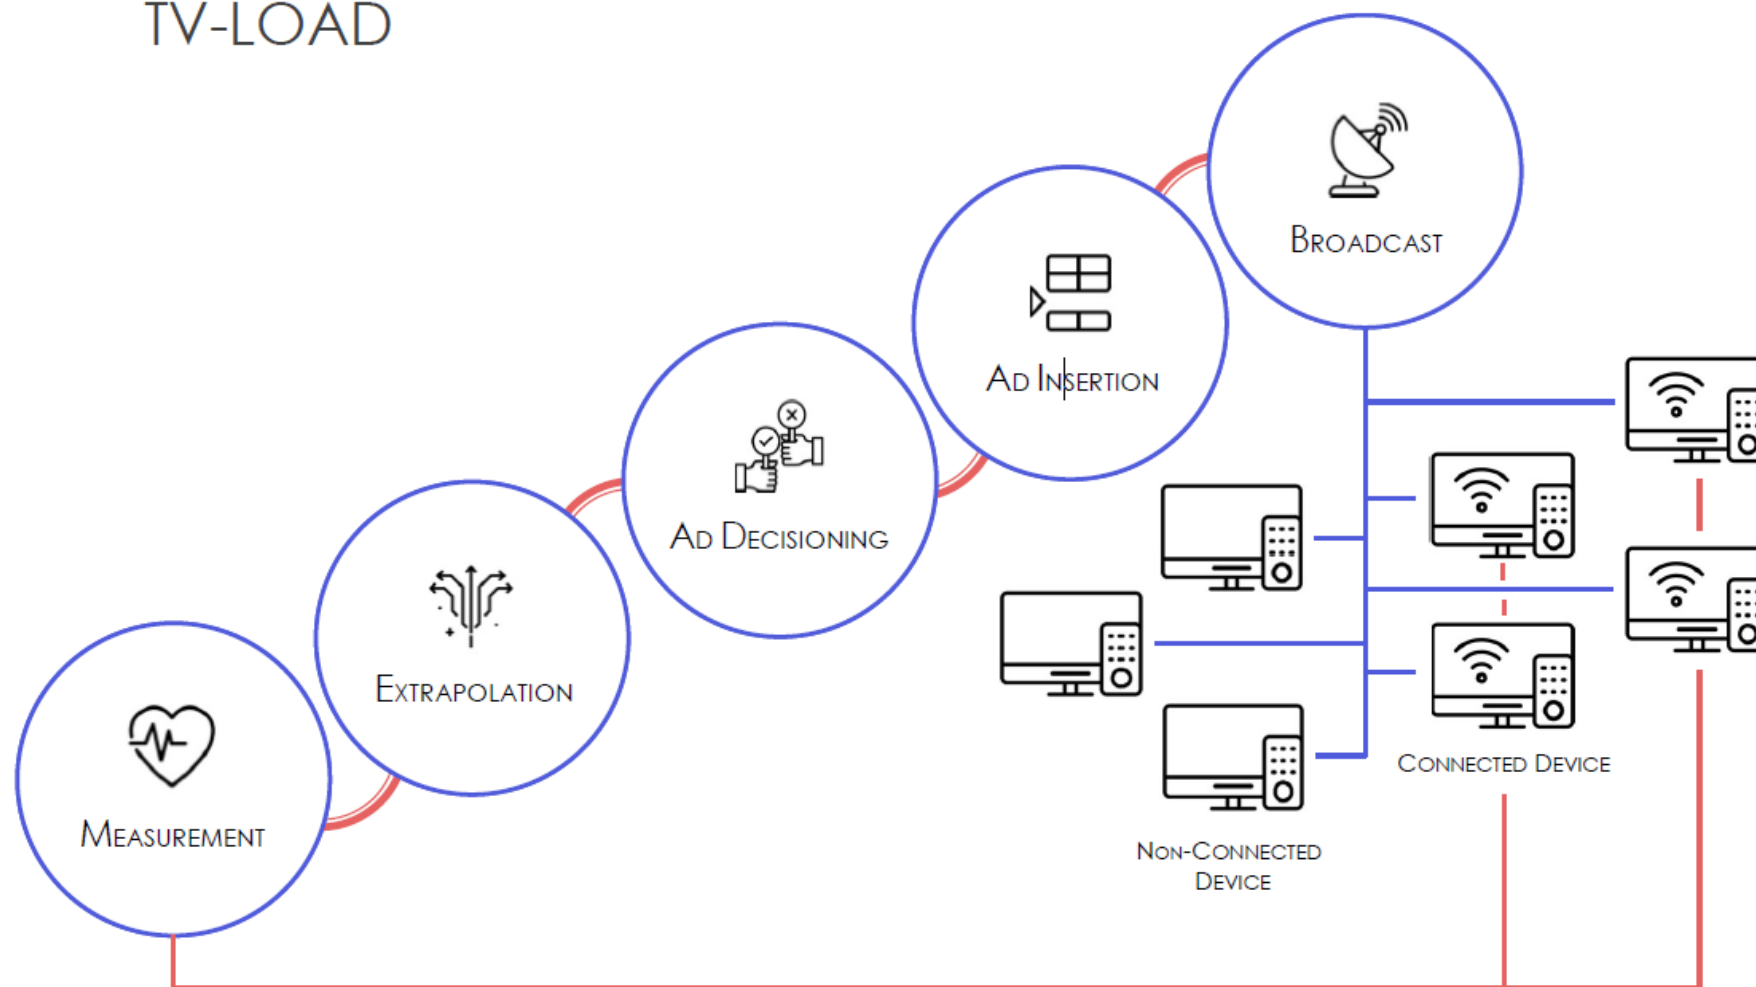 TV-LOAD
BROADCAST
AD INSERTION
AD DECISIONING
EXTRAPOLATION
MEASUREMENT
CONNECTED DEVICE
NON-CONNECTED
DEVICE